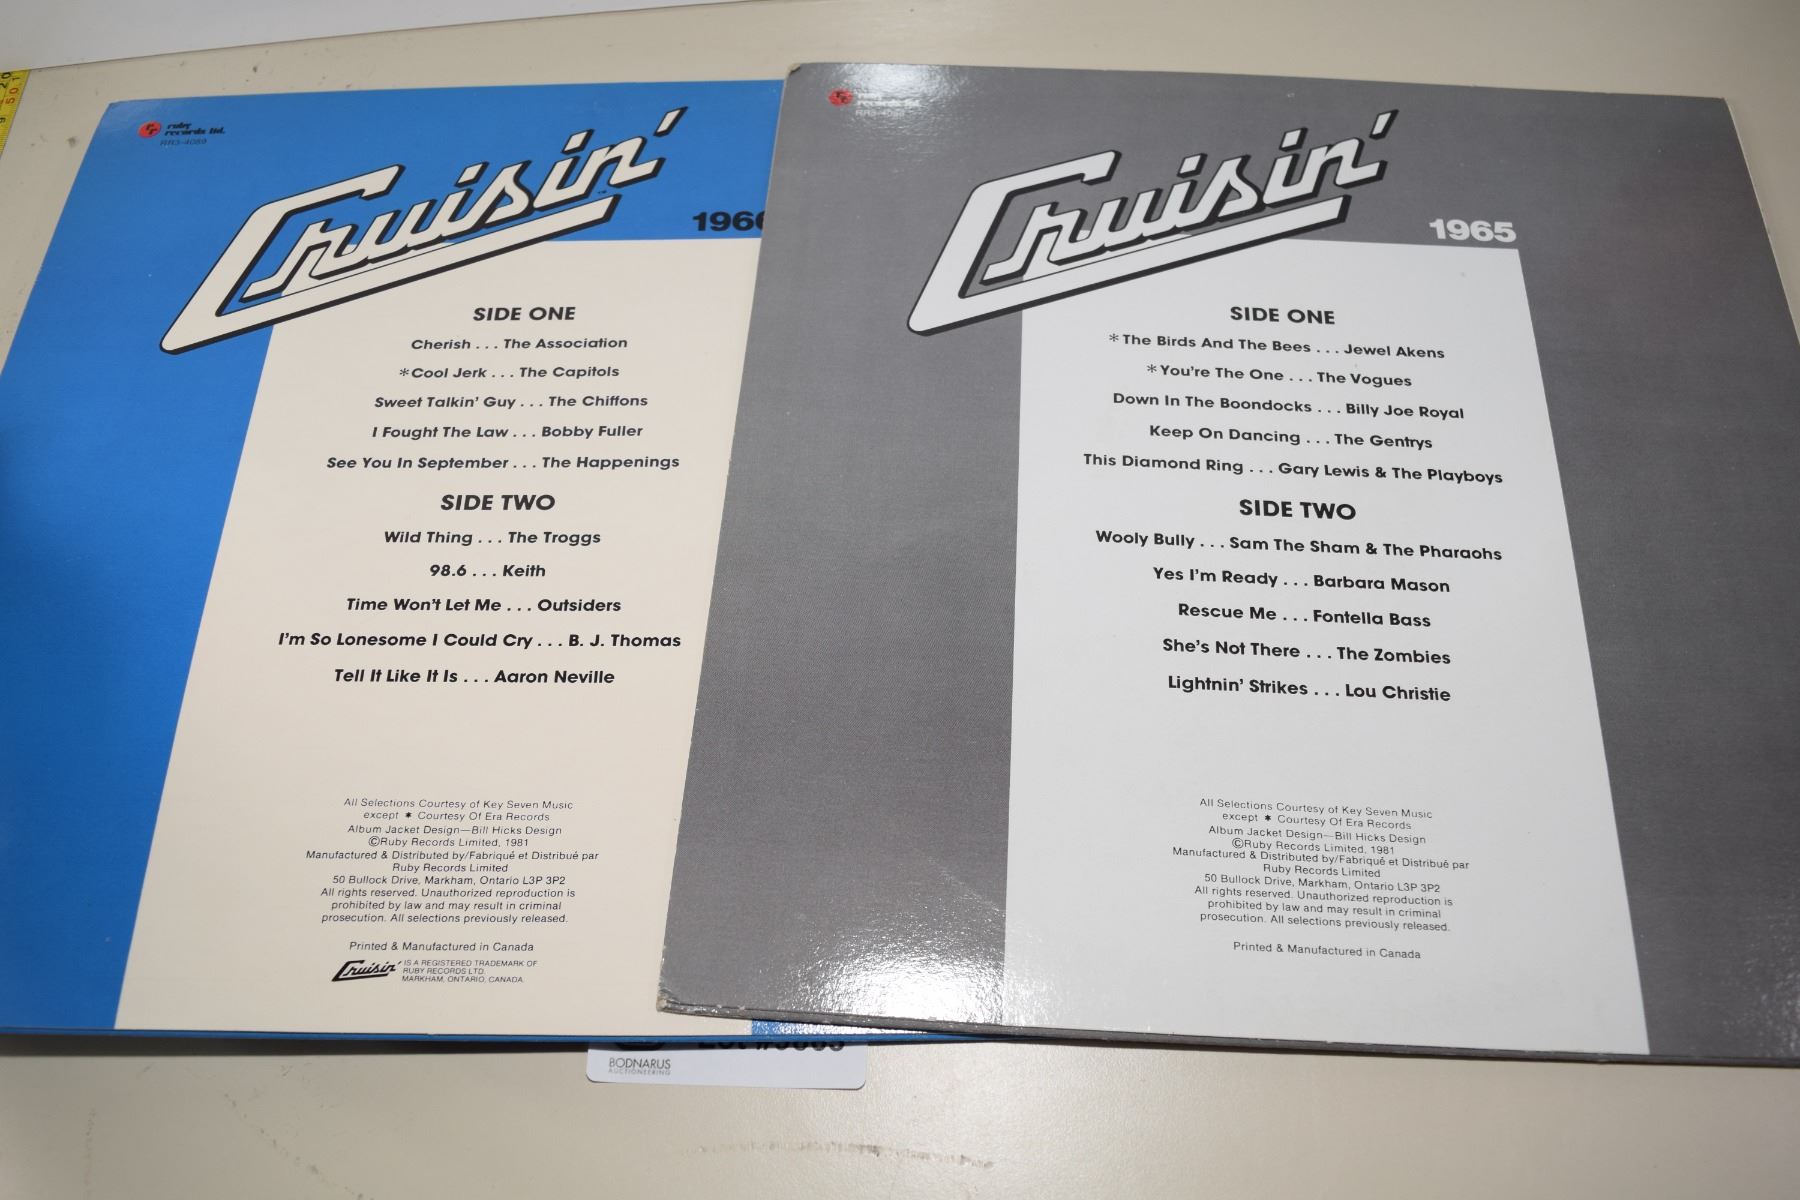 ruby
records ltd.
RR3-4089
Cruisin'
196
SIDE ONE
Cherish . . . The Association
*Cool Jerk . . . The Capitols
Sweet Talkin' Guy . . . The Chiffons
I Fought The Law . . . Bobby Fuller
See You In September . . . The Happenings
SIDE TWO
Wild Thing . . . The Troggs
98.6 . . . Keith
Time Won't Let Me . . . Outsiders
I'm So Lonesome I Could Cry . . . B. J. Thomas
Tell It Like It Is . . . Aaron Neville
All Selections Courtesy of Key Seven Music
except * Courtesy Of Era Records
Album Jacket Design—Bill Hicks Design
©Ruby Records Limited, 1981
Manufactured & Distributed by/Fabriqué et Distribué par
Ruby Records Limited
50 Bullock Drive, Markham, Ontario L3P 3P2
All rights reserved. Unauthorized reproduction is
prohibited by law and may result in criminal
prosecution. All selections previously released.
Printed & Manufactured in Canada
Cruisin' IS A REGISTERED TRADEMARK OF
RUBY RECORDS LTD.
MARKHAM, ONTARIO, CANADA.
records ltd.
Cruisin'
1965
SIDE ONE
*The Birds And The Bees . . . Jewel Akens
*You're The One . . . The Vogues
Down In The Boondocks . . . Billy Joe Royal
Keep On Dancing . . . The Gentrys
This Diamond Ring . . . Gary Lewis & The Playboys
SIDE TWO
Wooly Bully . . . Sam The Sham & The Pharaohs
Yes I'm Ready . . . Barbara Mason
Rescue Me . . . Fontella Bass
She's Not There . . . The Zombies
Lightnin' Strikes . . . Lou Christie
All Selections Courtesy of Key Seven Music
except * Courtesy Of Era Records
Album Jacket Design—Bill Hicks Design
©Ruby Records Limited, 1981
Manufactured & Distributed by/Fabriqué et Distribué par
Ruby Records Limited
50 Bullock Drive, Markham, Ontario L3P 3P2
All rights reserved. Unauthorized reproduction is
prohibited by law and may result in criminal
prosecution. All selections previously released.
Printed & Manufactured in Canada
BODNARUS
AUCTIONEERING